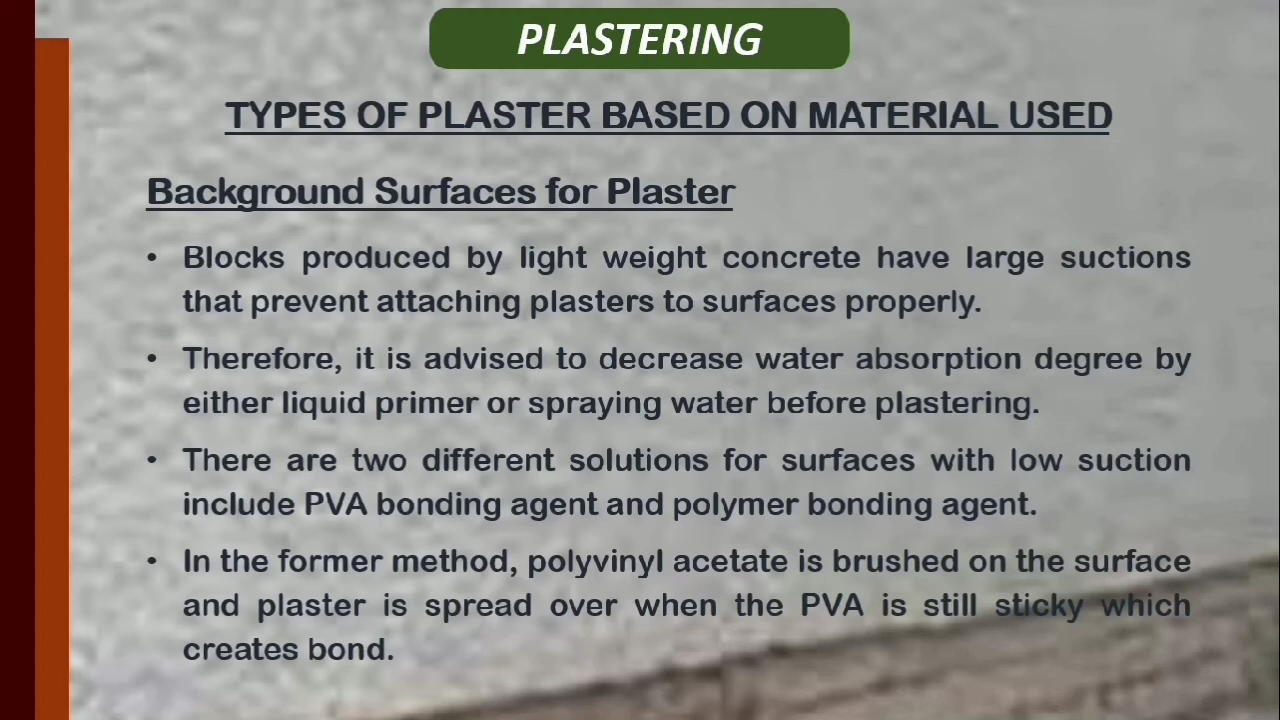 PLASTERING
TYPES OF PLASTER BASED ON MATERIAL USED
Background Surfaces for Plaster
• Blocks produced by light weight concrete have large suctions
that prevent attaching plasters to surfaces properly.
• Therefore, it is advised to decrease water absorption degree by
either liquid primer or spraying water before plastering.
• There are two different solutions for surfaces with low suction
include PVA bonding agent and polymer bonding agent.
• In the former method, polyvinyl acetate is brushed on the surface
and plaster is spread over when the PVA is still sticky which
creates bond.